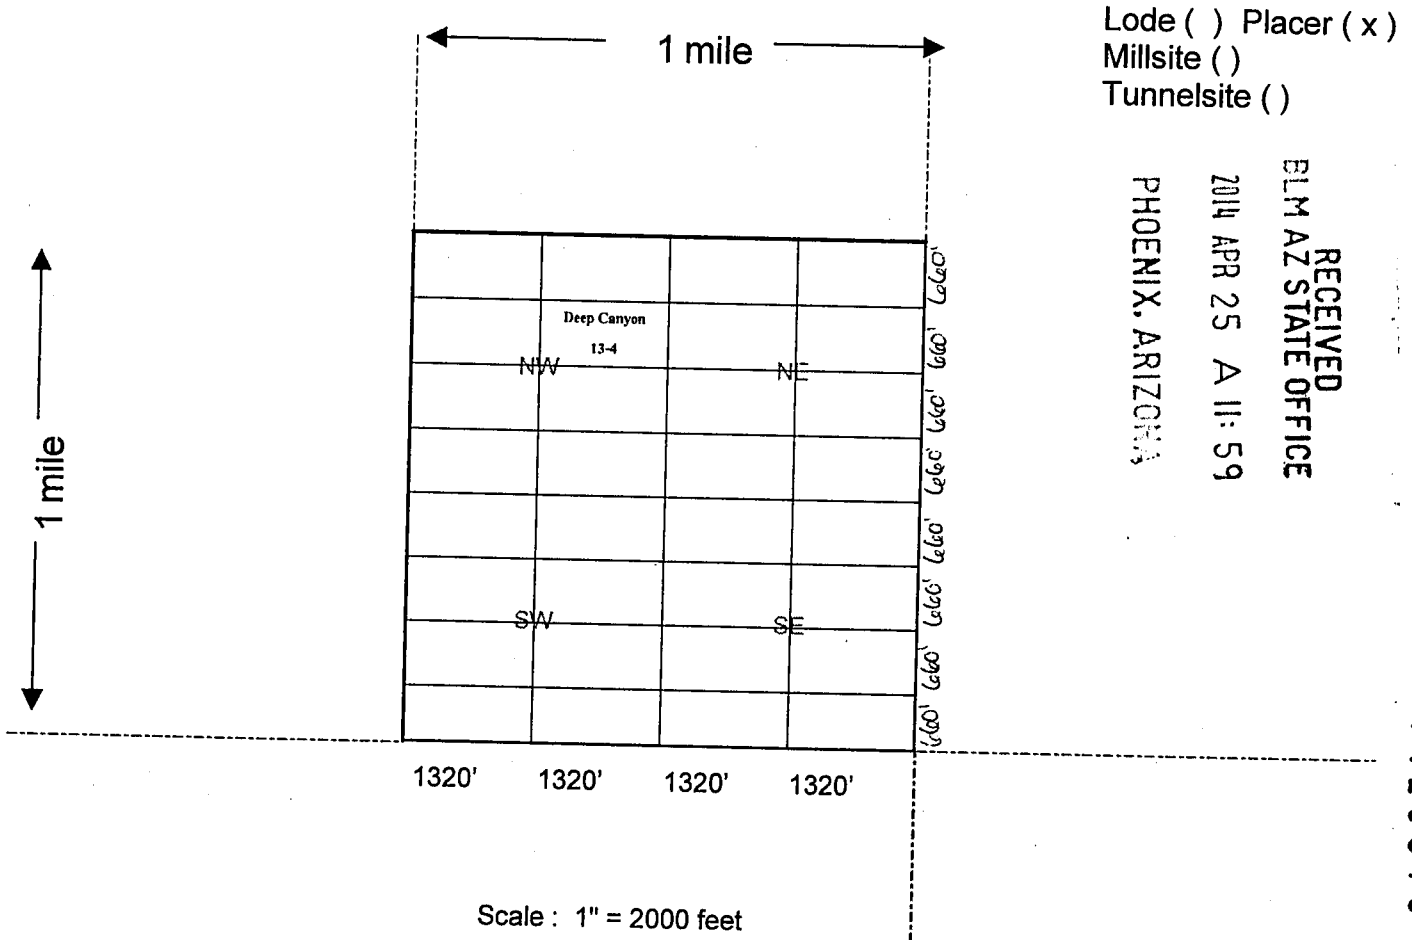 Lode ( ) Placer ( x )
Millsite ( )
Tunnelsite ( )
1 mile
1 mile
RECEIVED
BLM AZ STATE OFFICE
2014 APR 25 A 11: 59
PHOENIX, ARIZONA
Deep Canyon
13-4
NW
NE
SW
SE
660'
660'
660'
660'
660'
660'
660'
660'
1320' 1320' 1320' 1320'
Scale : 1" = 2000 feet